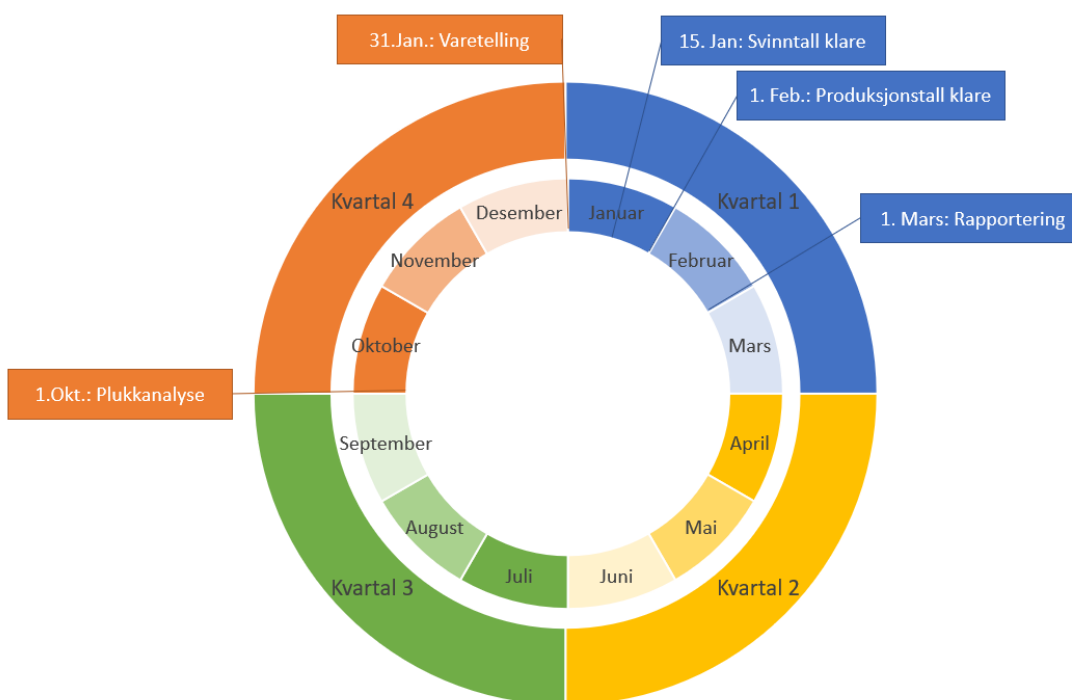 31.Jan.: Varetelling
15. Jan: Svinntall klare
1. Feb.: Produksjonstall klare
Kvartal 4
Kvartal 1
Desember
Januar
1. Mars: Rapportering
November
Februar
Oktober
Mars
1.Okt.: Plukkanalyse
September
April
August
Mai
Juli
Juni
Kvartal 3
Kvartal 2